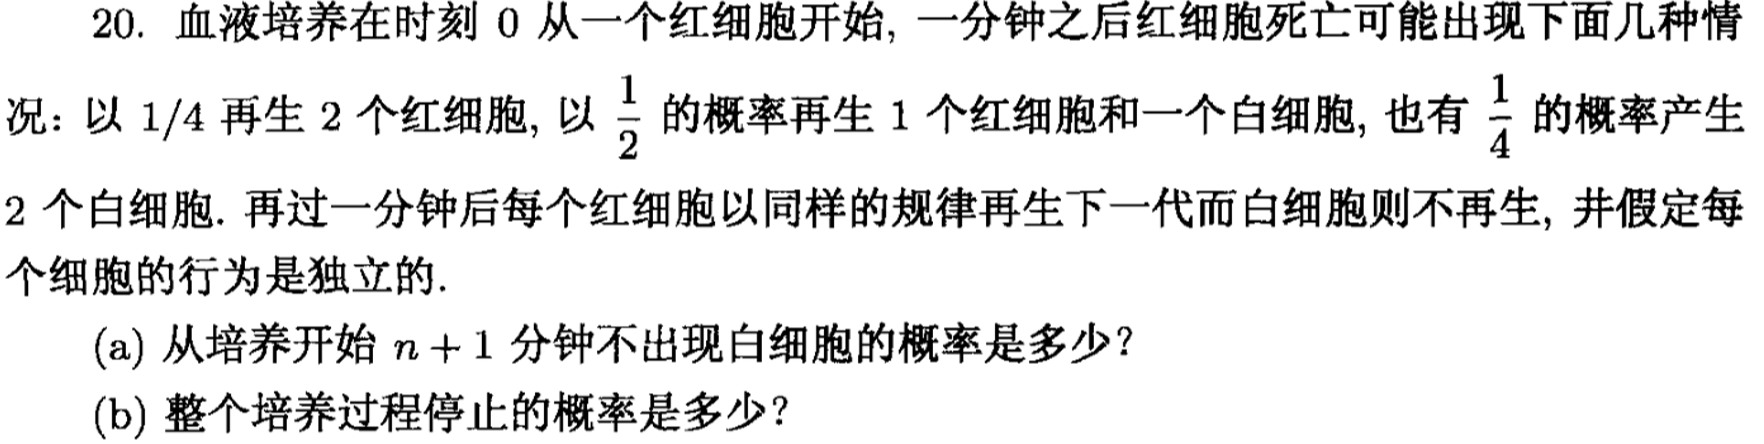 20. 血液培养在时刻 0 从一个红细胞开始, 一分钟之后红细胞死亡可能出现下面几种情
况: 以 1/4 再生 2 个红细胞, 以 1/2 的概率再生 1 个红细胞和一个白细胞, 也有 1/4 的概率产生
2 个白细胞. 再过一分钟后每个红细胞以同样的规律再生下一代而白细胞则不再生, 井假定每
个细胞的行为是独立的.
(a) 从培养开始 n + 1 分钟不出现白细胞的概率是多少?
(b) 整个培养过程停止的概率是多少?